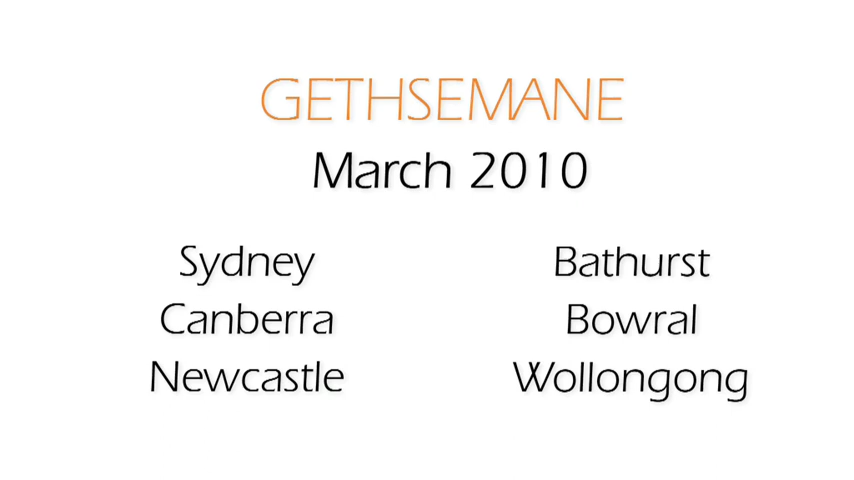 GETHSEMANE
March 2010
Sydney
Canberra
Newcastle
Bathurst
Bowral
Wollongong